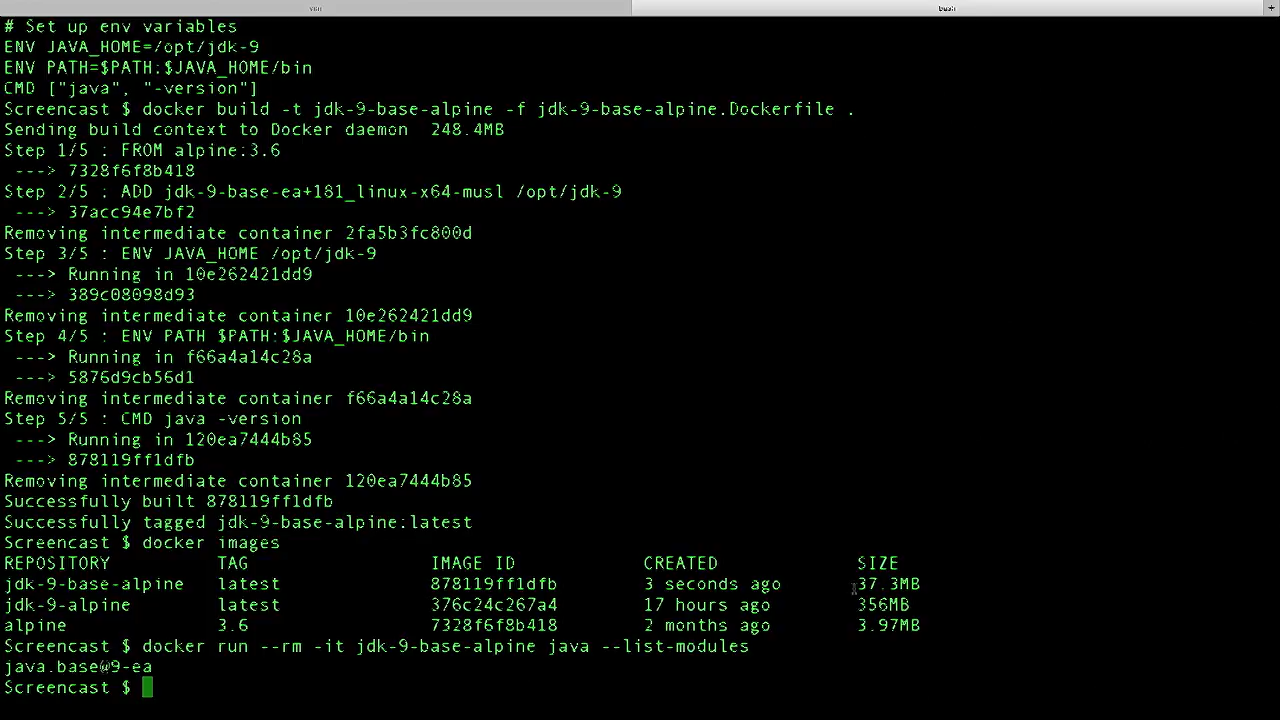 bash
+
# Set up env variables
ENV JAVA_HOME=/opt/jdk-9
ENV PATH=$PATH:$JAVA_HOME/bin
CMD ["java", "-version"]
Screencast $ docker build -t jdk-9-base-alpine -f jdk-9-base-alpine.Dockerfile .
Sending build context to Docker daemon  248.4MB
Step 1/5 : FROM alpine:3.6
 ---> 7328f6f8b418
Step 2/5 : ADD jdk-9-base-ea+181_linux-x64-musl /opt/jdk-9
 ---> 37acc94e7bf2
Removing intermediate container 2fa5b3fc800d
Step 3/5 : ENV JAVA_HOME /opt/jdk-9
 ---> Running in 10e262421dd9
 ---> 389c08098d93
Removing intermediate container 10e262421dd9
Step 4/5 : ENV PATH $PATH:$JAVA_HOME/bin
 ---> Running in f66a4a14c28a
 ---> 5876d9cb56d1
Removing intermediate container f66a4a14c28a
Step 5/5 : CMD java -version
 ---> Running in 120ea7444b85
 ---> 878119ff1dfb
Removing intermediate container 120ea7444b85
Successfully built 878119ff1dfb
Successfully tagged jdk-9-base-alpine:latest
Screencast $ docker images
REPOSITORY          TAG                 IMAGE ID            CREATED             SIZE
jdk-9-base-alpine   latest              878119ff1dfb        3 seconds ago       37.3MB
jdk-9-alpine        latest              376c24c267a4        17 hours ago        356MB
alpine              3.6                 7328f6f8b418        2 months ago        3.97MB
Screencast $ docker run --rm -it jdk-9-base-alpine java --list-modules
java.base@9-ea
Screencast $